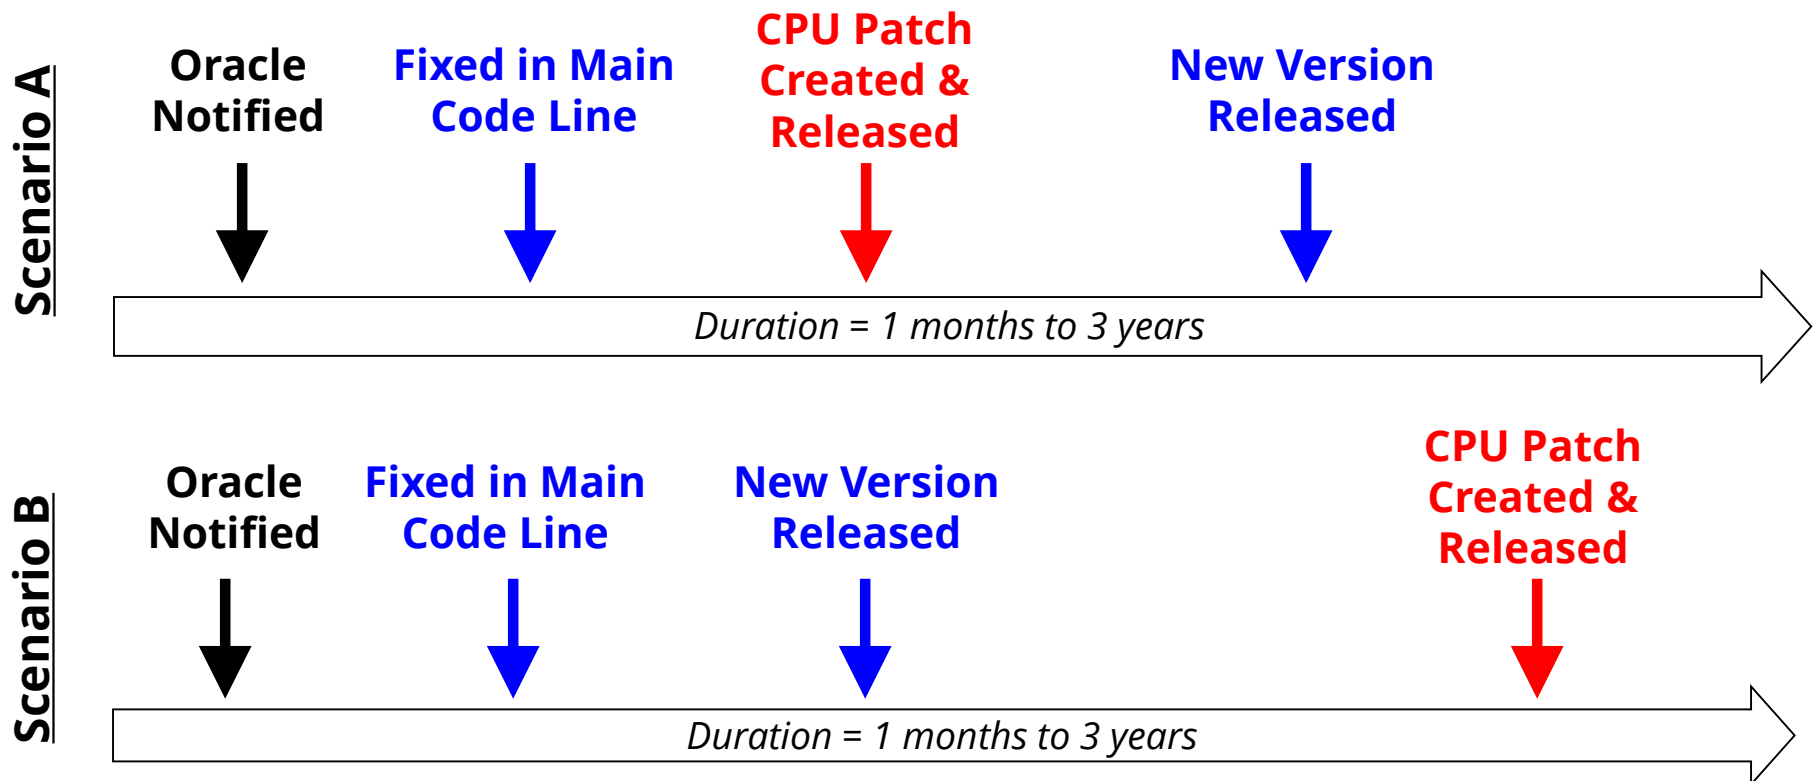 Scenario A
Oracle
Notified
Fixed in Main
Code Line
CPU Patch
Created &
Released
New Version
Released
Duration = 1 months to 3 years
Scenario B
Oracle
Notified
Fixed in Main
Code Line
New Version
Released
CPU Patch
Created &
Released
Duration = 1 months to 3 years